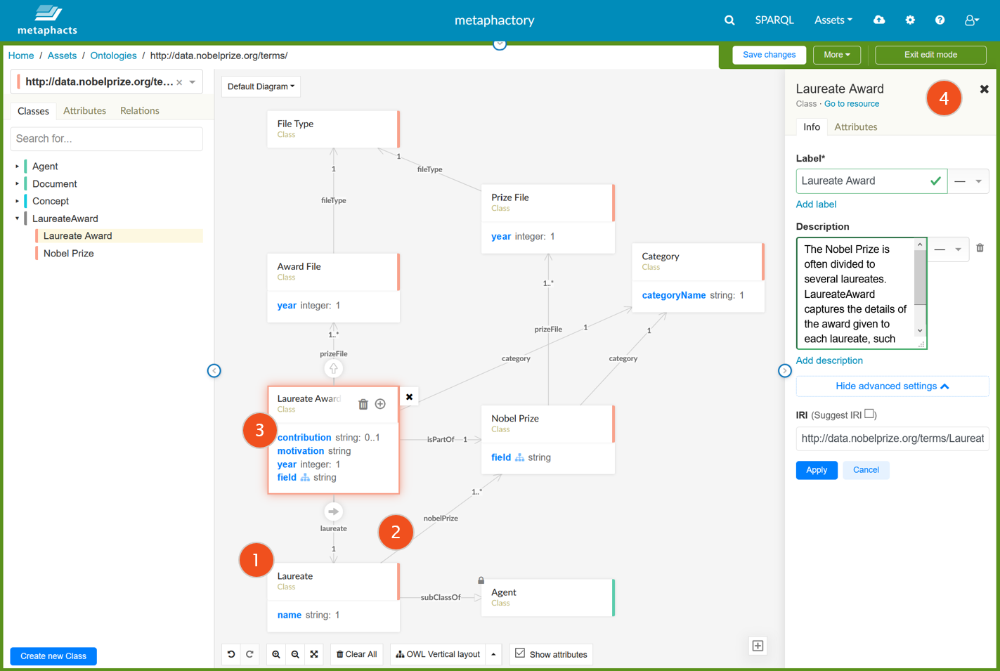 metaphacts
metaphactory
SPARQL
Assets
Home / Assets / Ontologies / http://data.nobelprize.org/terms/
Save changes
More
Exit edit mode
http://data.nobelprize.org/te...
Classes
Attributes
Relations
Search for...
Agent
Document
Concept
LaureateAward
Laureate Award
Nobel Prize
Create new Class
Default Diagram
File Type
Class
1
fileType
1
fileType
Prize File
Class
year integer: 1
Award File
Class
year integer: 1
Category
Class
categoryName string: 1
1..*
prizeFile
1..*
prizeFile
1
category
1
category
Laureate Award
Class
3
contribution string: 0..1
motivation string
year integer: 1
field string
isPartOf 1
Nobel Prize
Class
field string
1..*
nobelPrize
2
laureate
1
1
Laureate
Class
name string: 1
subClassOf
Agent
Class
Clear All
OWL Vertical layout
Show attributes
Laureate Award
Class · Go to resource
4
Info
Attributes
Label*
Laureate Award
Add label
Description
The Nobel Prize is
often divided to
several laureates.
LaureateAward
captures the details of
the award given to
each laureate, such
Add description
Hide advanced settings
IRI (Suggest IRI )
http://data.nobelprize.org/terms/Laureat
Apply
Cancel